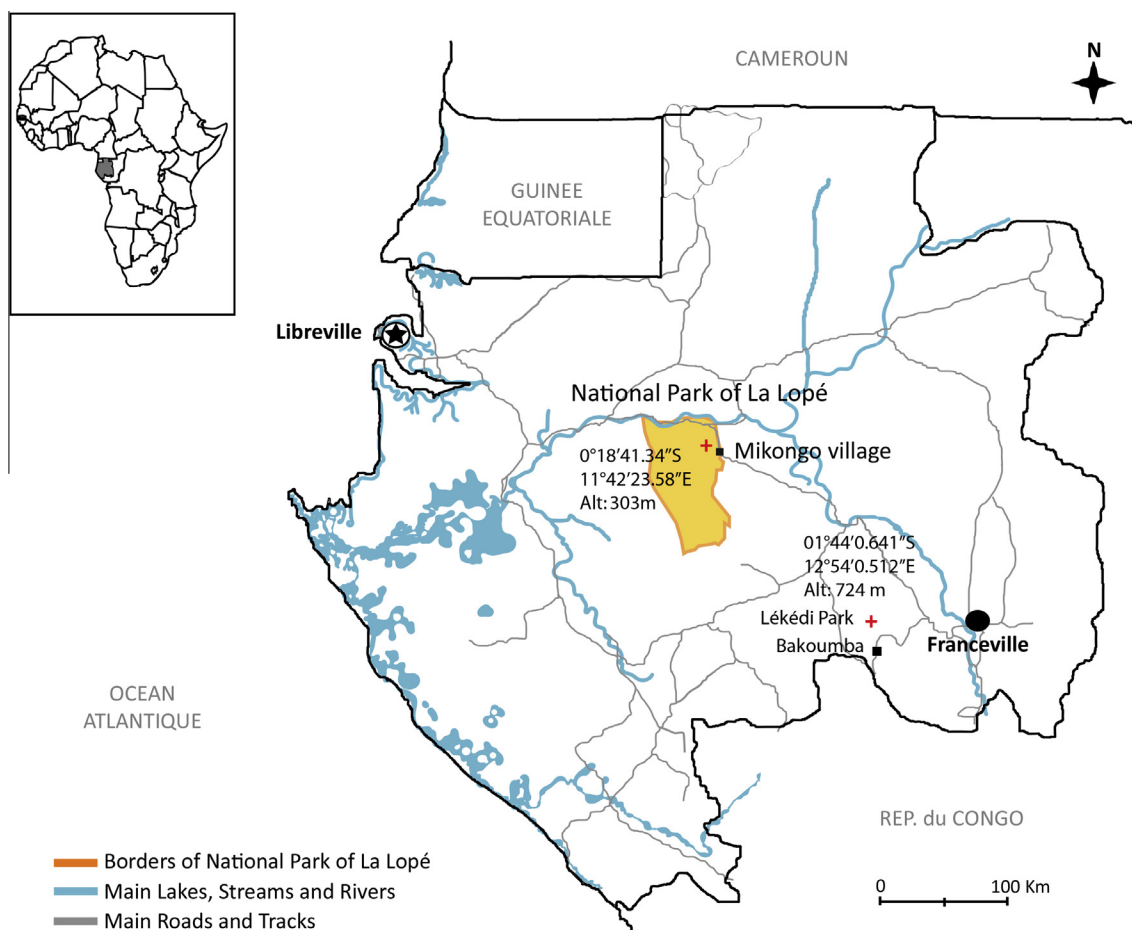 N
CAMEROUN
GUINEE
EQUATORIALE
Libreville
National Park of La Lopé
0°18’41.34”S
11°42’23.58”E
Alt: 303m
Mikongo village
01°44’0.641”S
12°54’0.512”E
Alt: 724 m
Lékédi Park
Bakoumba
Franceville
OCEAN
ATLANTIQUE
REP. du CONGO
Borders of National Park of La Lopé
Main Lakes, Streams and Rivers
Main Roads and Tracks
0 100 Km